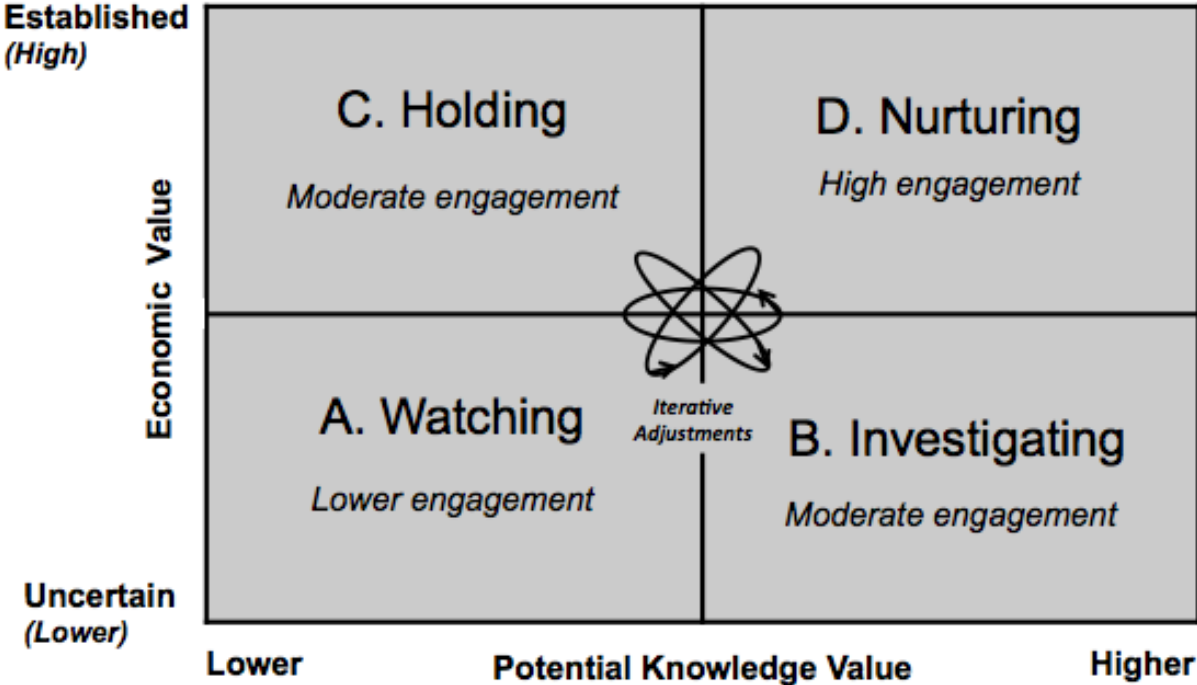 Established
(High)
C. Holding
Moderate engagement
D. Nurturing
High engagement
Economic Value
Iterative
Adjustments
A. Watching
Lower engagement
B. Investigating
Moderate engagement
Uncertain
(Lower)
Lower
Potential Knowledge Value
Higher